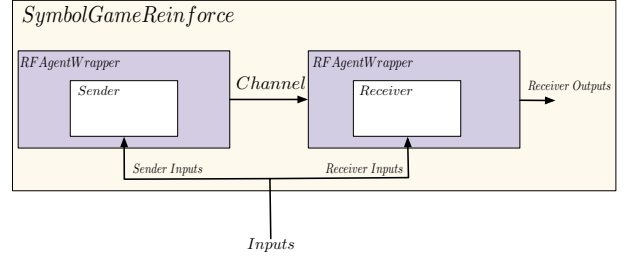 SymbolGameReinforce
RFAgentWrapper
Sender
Channel
RFAgentWrapper
Receiver
Receiver Outputs
Sender Inputs
Receiver Inputs
Inputs